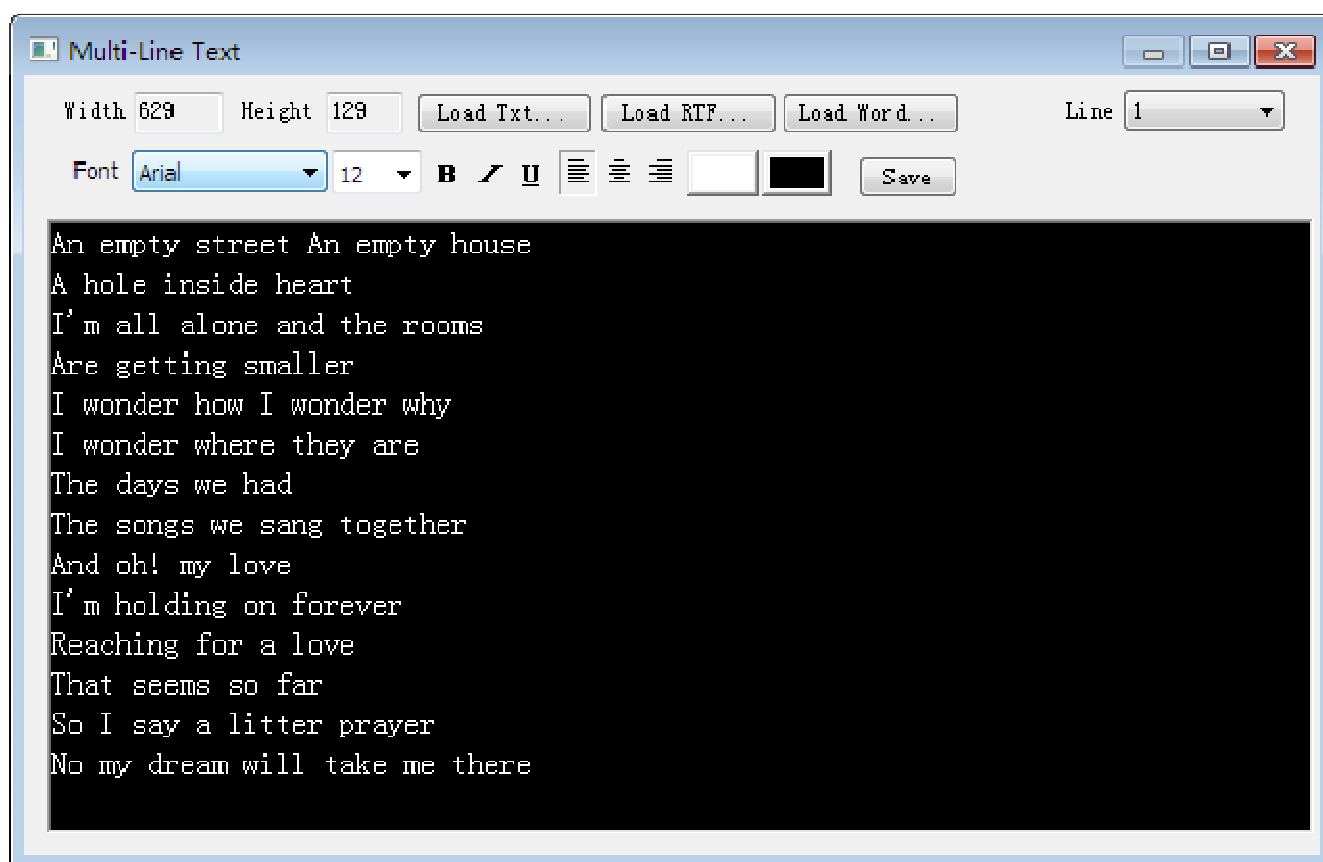 Multi-Line Text
Width 629 Height 129 Load Txt... Load RTF... Load Word... Line 1
Font Arial 12 B I U Save
An empty street An empty house
A hole inside heart
I'm all alone and the rooms
Are getting smaller
I wonder how I wonder why
I wonder where they are
The days we had
The songs we sang together
And oh! my love
I'm holding on forever
Reaching for a love
That seems so far
So I say a litter prayer
No my dream will take me there